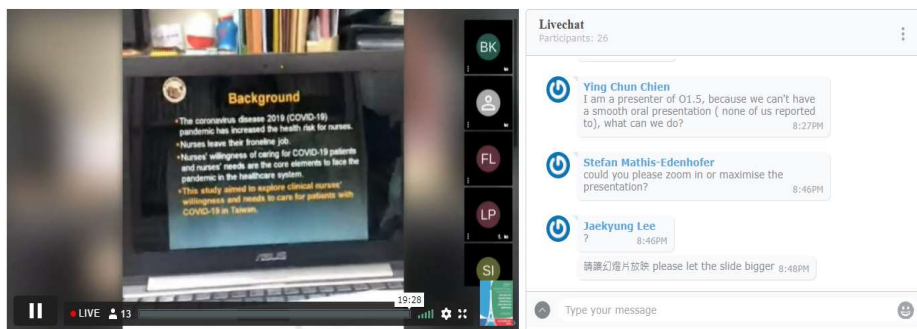 Background
•The coronavirus disease 2019 (COVID-19)
pandemic has increased the health risk for nurses.
•Nurses leave their froneline job.
•Nurses' willingness of caring for COVID-19 patients
and nurses' needs are the core elements to face the
pandemic in the healthcare system.
•This study aimed to explore clinical nurses'
willingness and needs to care for patients with
COVID-19 in Taiwan.
ASUS
BK
FL
LP
SI
LIVE 13
19:28
Livechat
Participants: 26
Ying Chun Chien
I am a presenter of O1.5, because we can't have
a smooth oral presentation ( none of us reported
to), what can we do?
8:27PM
Stefan Mathis-Edenhofer
could you please zoom in or maximise the
presentation?
8:46PM
Jaekyung Lee
?
8:46PM
請讓幻燈片放映 please let the slide bigger 8:48PM
Type your message